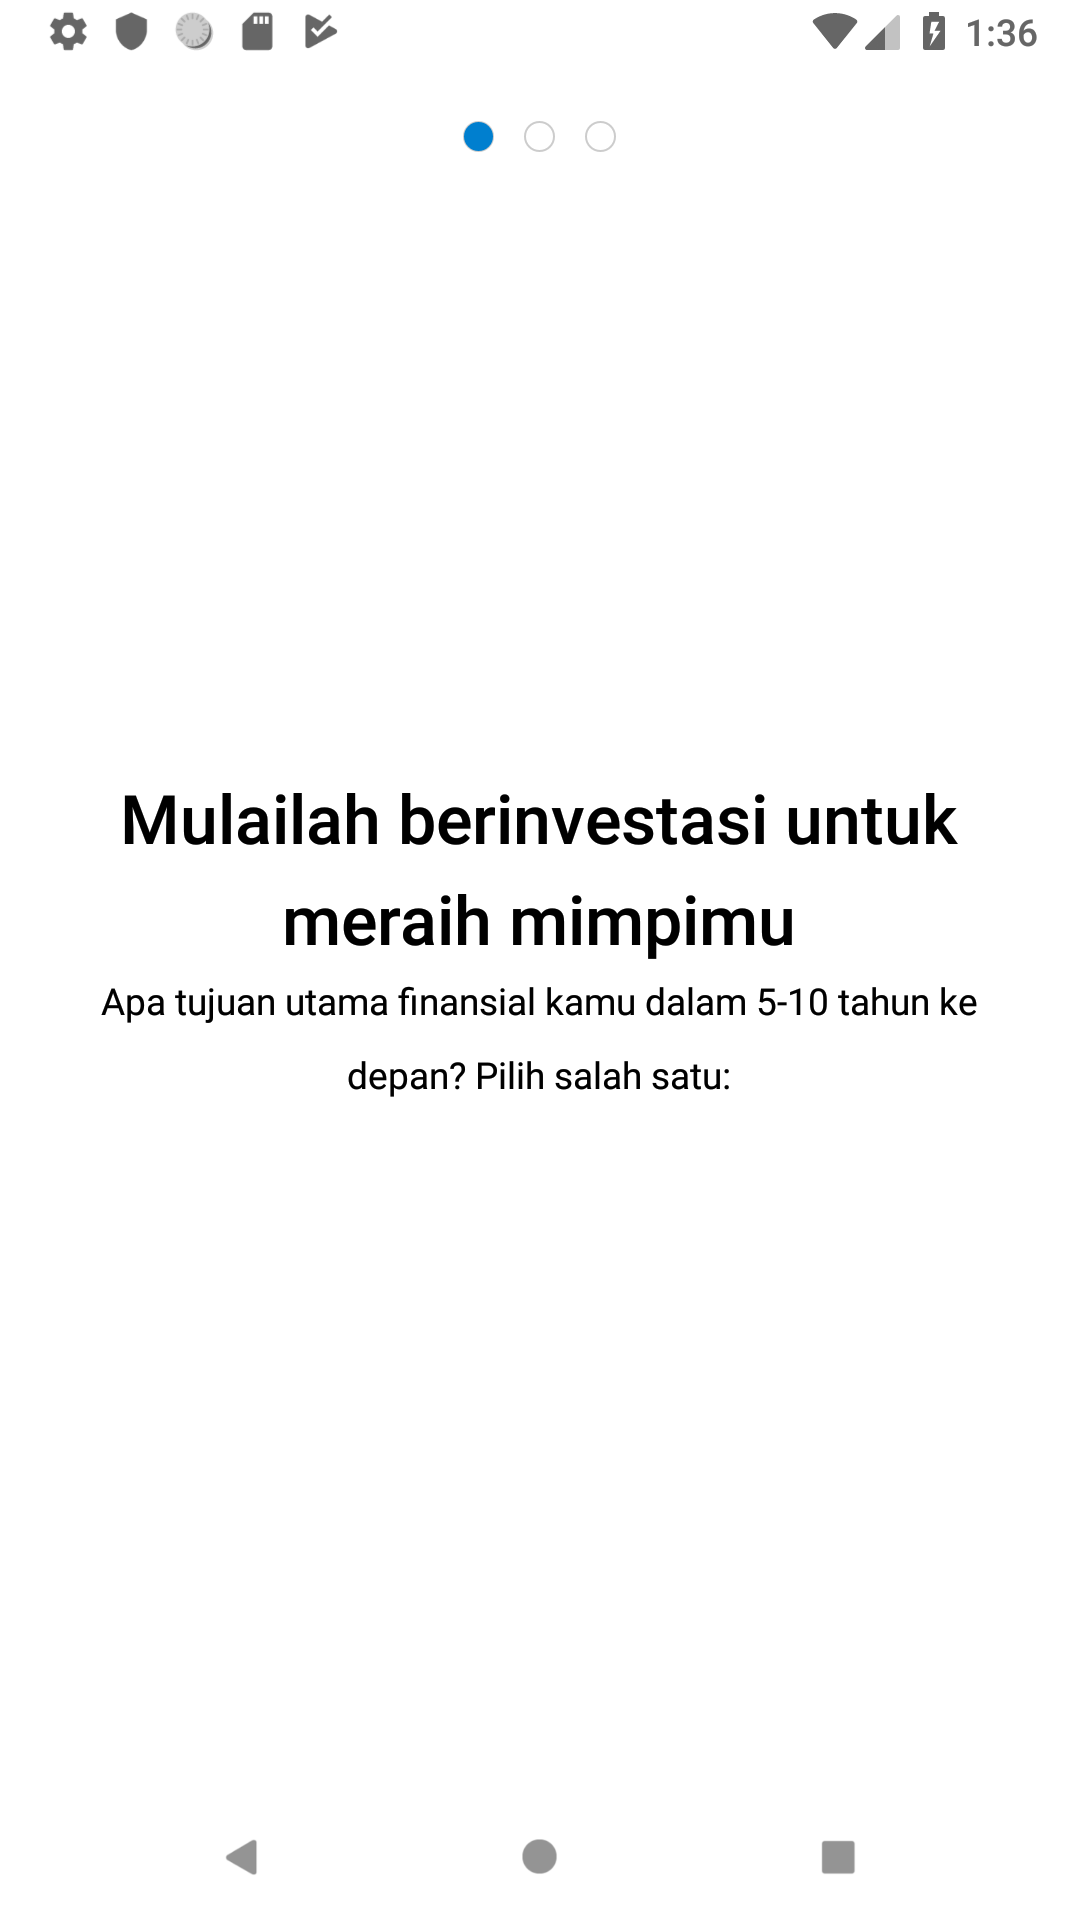 1:36
Mulailah berinvestasi untuk
meraih mimpimu
Apa tujuan utama finansial kamu dalam 5-10 tahun ke
depan? Pilih salah satu: